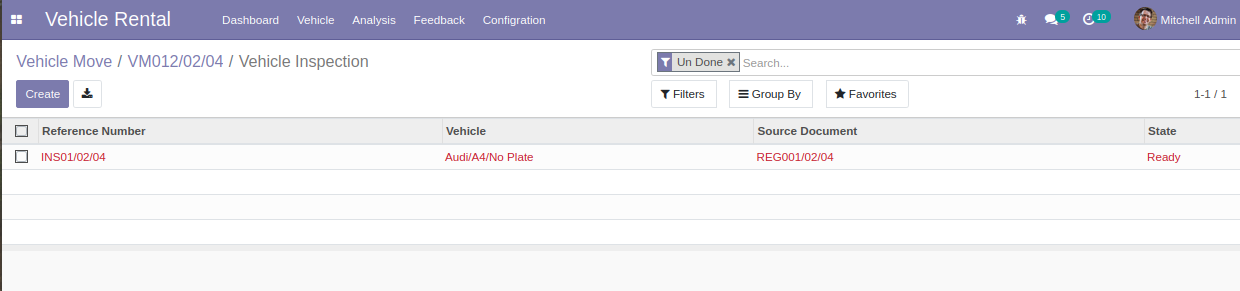 Vehicle Rental Dashboard Vehicle Analysis Feedback Configration 5 10 Mitchell Admin
Vehicle Move / VM012/02/04 / Vehicle Inspection
Un Done Search...
Create Filters Group By Favorites 1-1 / 1
Reference Number Vehicle Source Document State
INS01/02/04 Audi/A4/No Plate REG001/02/04 Ready